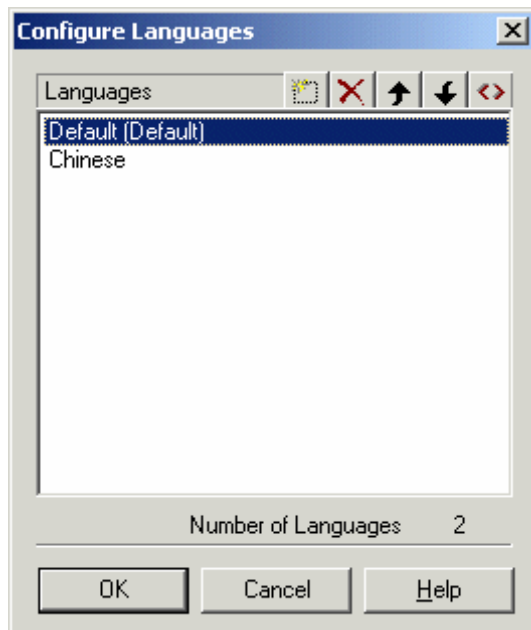 Configure Languages
Languages
Default (Default)
Chinese
Number of Languages 2
OK Cancel Help